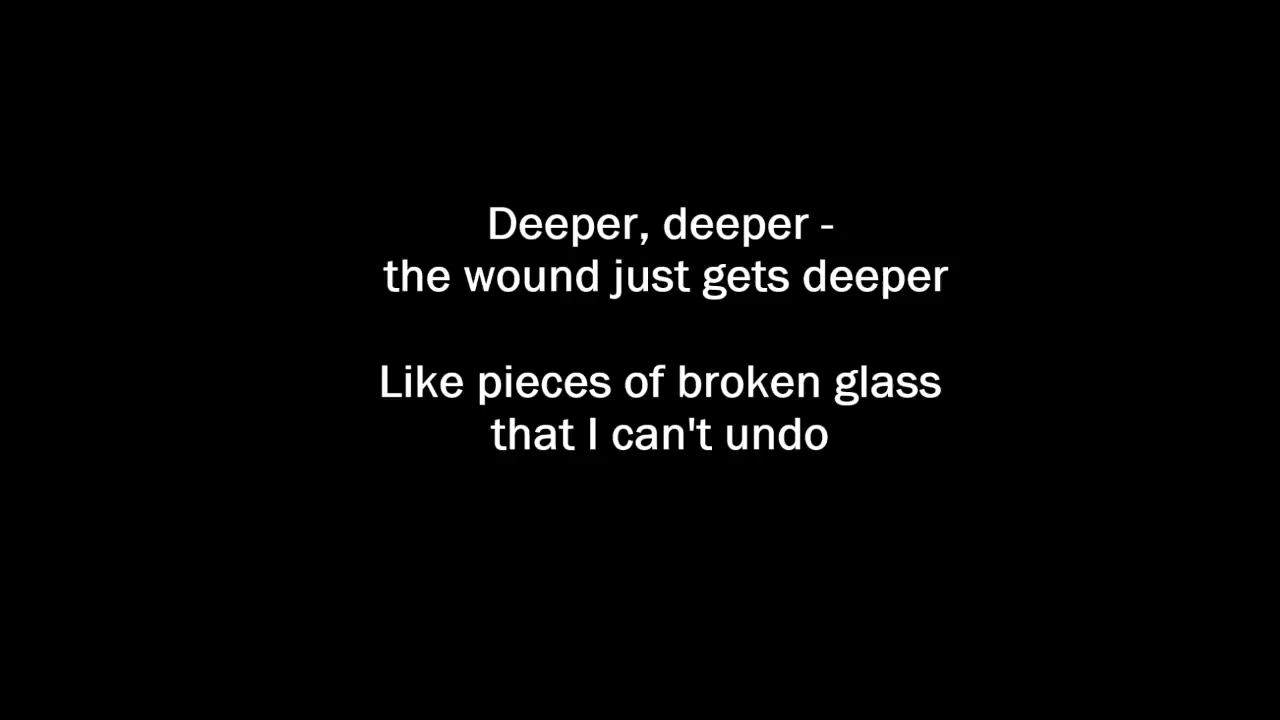 Deeper, deeper -
the wound just gets deeper
Like pieces of broken glass
that I can't undo